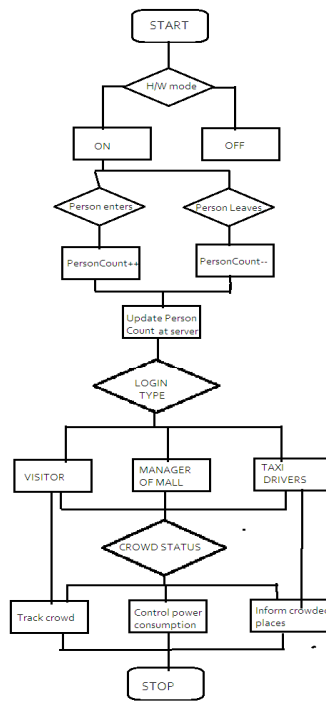 START
H/W mode
ON
OFF
Person enters
Person Leaves
PersonCount++
PersonCount--
Update Person
Count at server
LOGIN
TYPE
VISITOR
MANAGER
OF MALL
TAXI
DRIVERS
CROWD STATUS
Track crowd
Control power
consumption
Inform crowded
places
STOP